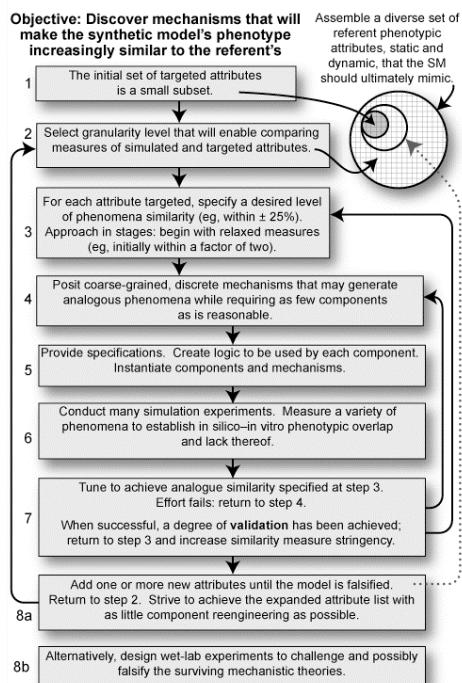 Objective: Discover mechanisms that will
make the synthetic model's phenotype
increasingly similar to the referent's
Assemble a diverse set of
referent phenotypic
attributes, static and
dynamic, that the SM
should ultimately mimic.
1
The initial set of targeted attributes
is a small subset.
2
Select granularity level that will enable comparing
measures of simulated and targeted attributes.
3
For each attribute targeted, specify a desired level
of phenomena similarity (eg, within ± 25%).
Approach in stages: begin with relaxed measures
(eg, initially within a factor of two).
4
Posit coarse-grained, discrete mechanisms that may generate
analogous phenomena while requiring as few components
as is reasonable.
5
Provide specifications. Create logic to be used by each component.
Instantiate components and mechanisms.
6
Conduct many simulation experiments. Measure a variety of
phenomena to establish in silico–in vitro phenotypic overlap
and lack thereof.
7
Tune to achieve analogue similarity specified at step 3.
Effort fails: return to step 4.
When successful, a degree of validation has been achieved;
return to step 3 and increase similarity measure stringency.
8a
Add one or more new attributes until the model is falsified.
Return to step 2. Strive to achieve the expanded attribute list with
as little component reengineering as possible.
8b
Alternatively, design wet-lab experiments to challenge and possibly
falsify the surviving mechanistic theories.